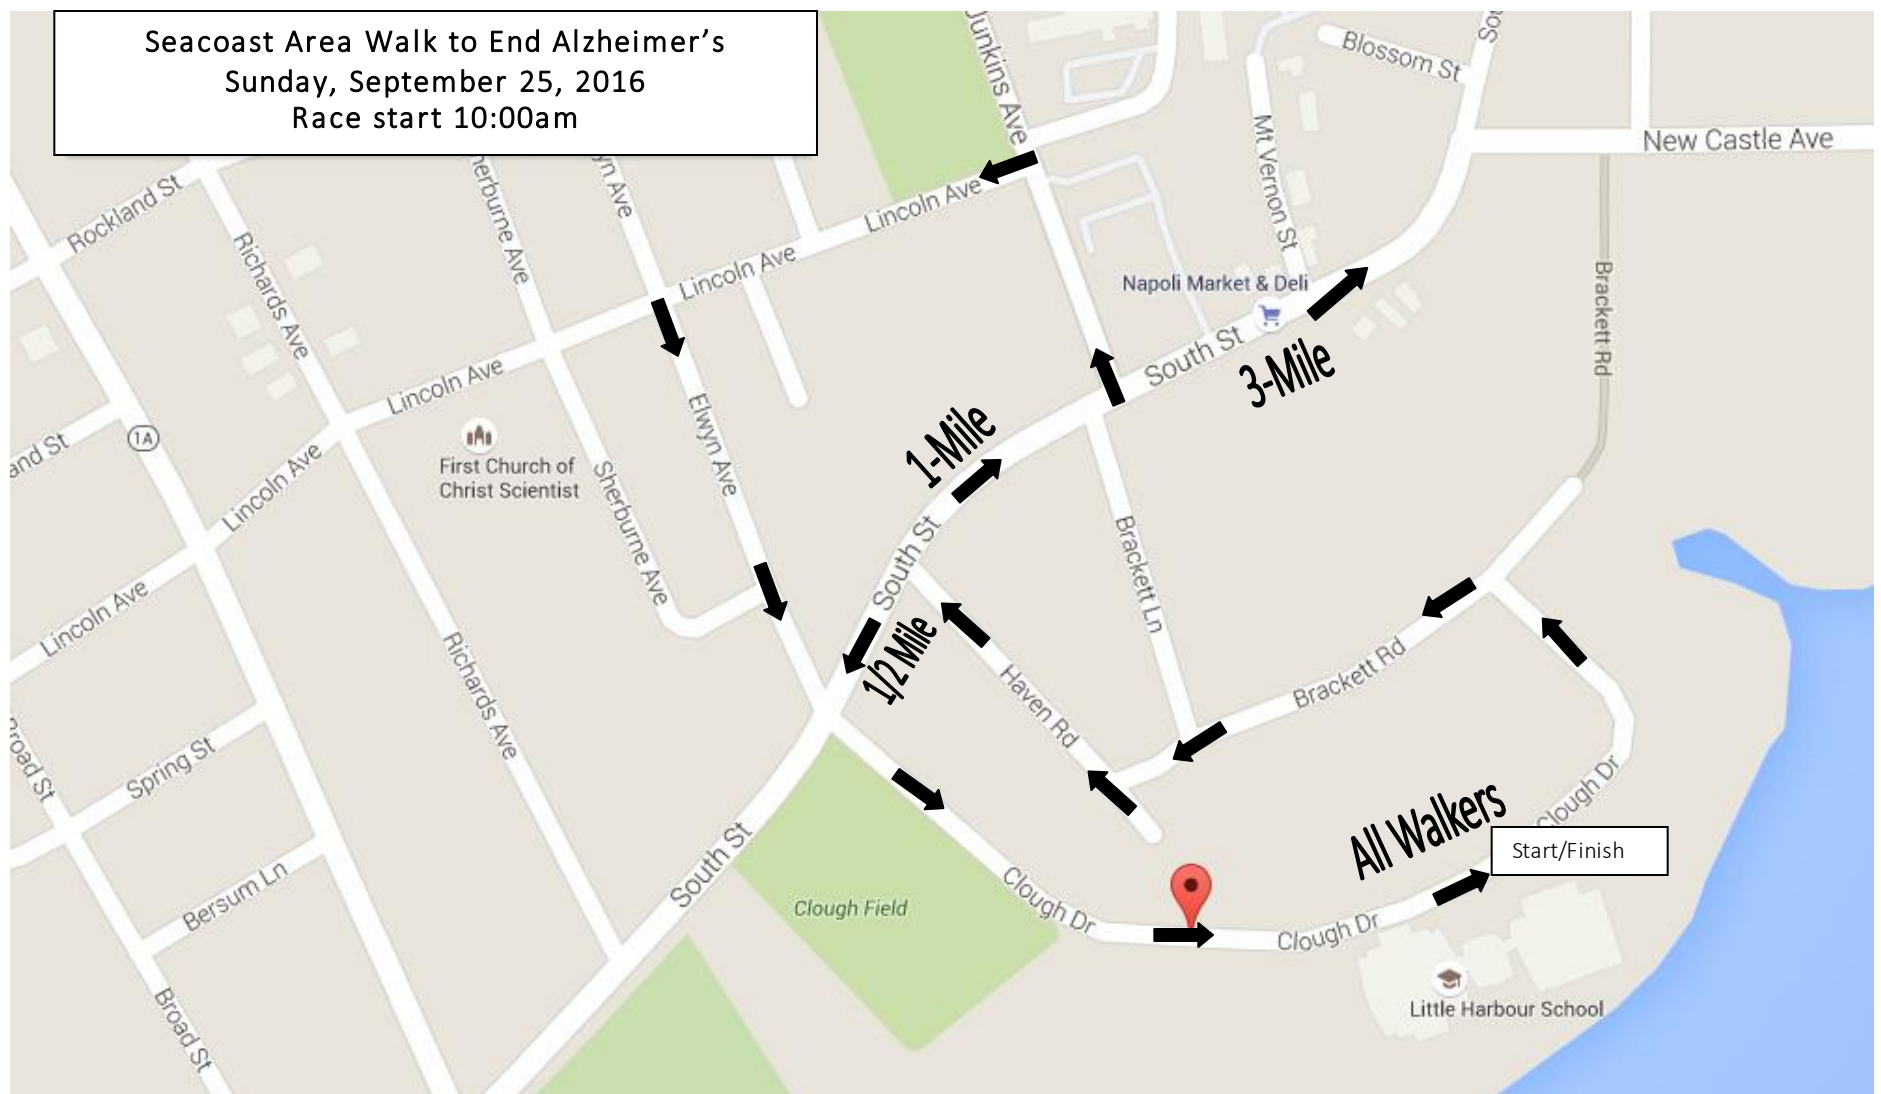 Seacoast Area Walk to End Alzheimer’s
Sunday, September 25, 2016
Race start 10:00am
Junkins Ave
Blossom St
New Castle Ave
Mt Vernon St
Rockland St
Richards Ave
Lincoln Ave
Lincoln Ave
Napoli Market & Deli
Brackett Rd
South St
3-Mile
Lincoln Ave
1A
First Church of
Christ Scientist
Sherburne Ave
Elwyn Ave
1-Mile
Lincoln Ave
South St
Brackett Ln
Lincoln Ave
1/2 Mile
Richards Ave
Haven Rd
Brackett Rd
Spring St
Clough Dr
All Walkers
Start/Finish
South St
Bersum Ln
Clough Field
Clough Dr
Clough Dr
Little Harbour School
Broad St